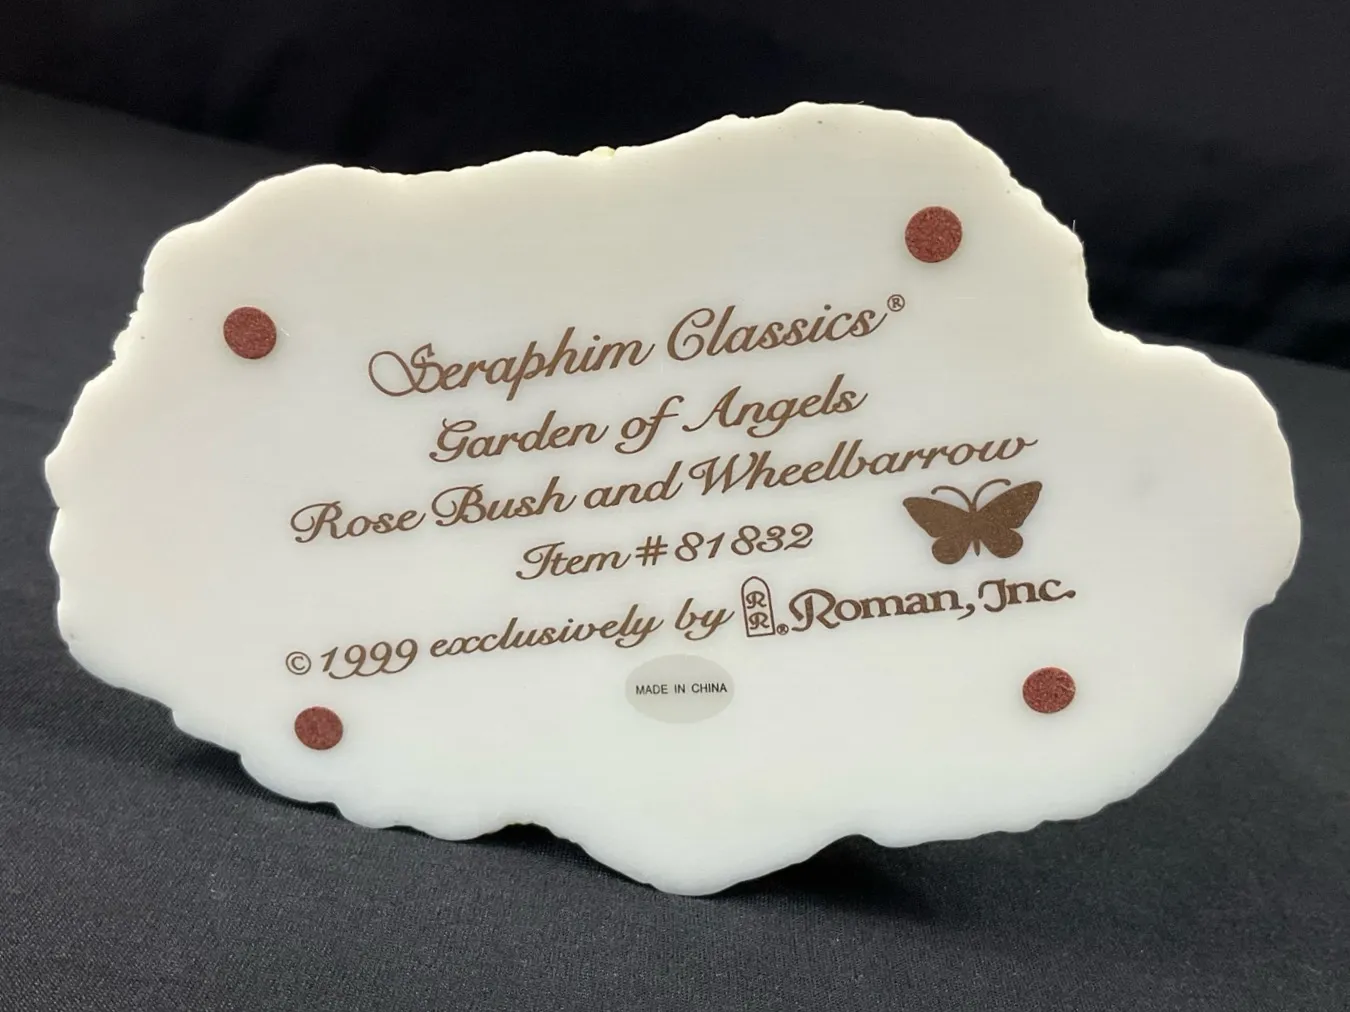 Seraphim Classics®
Garden of Angels
Rose Bush and Wheelbarrow
Item # 81832
© 1999 exclusively by RR® Roman, Inc.
MADE IN CHINA